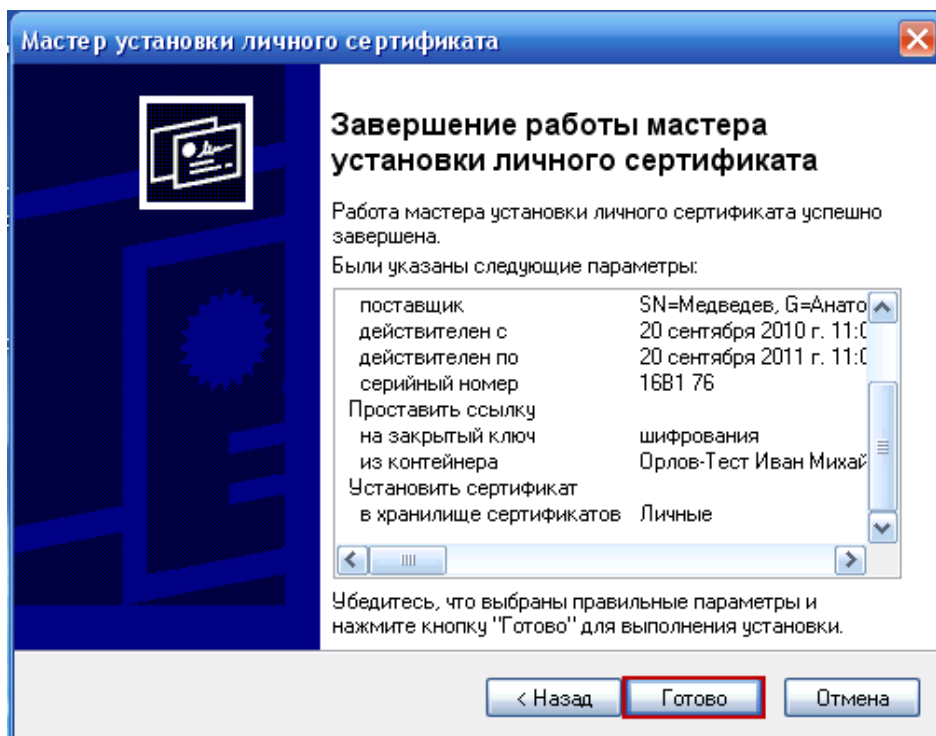 Мастер установки личного сертификата
Завершение работы мастера
установки личного сертификата
Работа мастера установки личного сертификата успешно
завершена.
Были указаны следующие параметры:
поставщик SN=Медведев, G=Анато
действителен с 20 сентября 2010 г. 11:0
действителен по 20 сентября 2011 г. 11:0
серийный номер 16B1 76
Проставить ссылку
на закрытый ключ шифрования
из контейнера Орлов-Тест Иван Михай
Установить сертификат
в хранилище сертификатов Личные
Убедитесь, что выбраны правильные параметры и
нажмите кнопку "Готово" для выполнения установки.
< Назад Готово Отмена